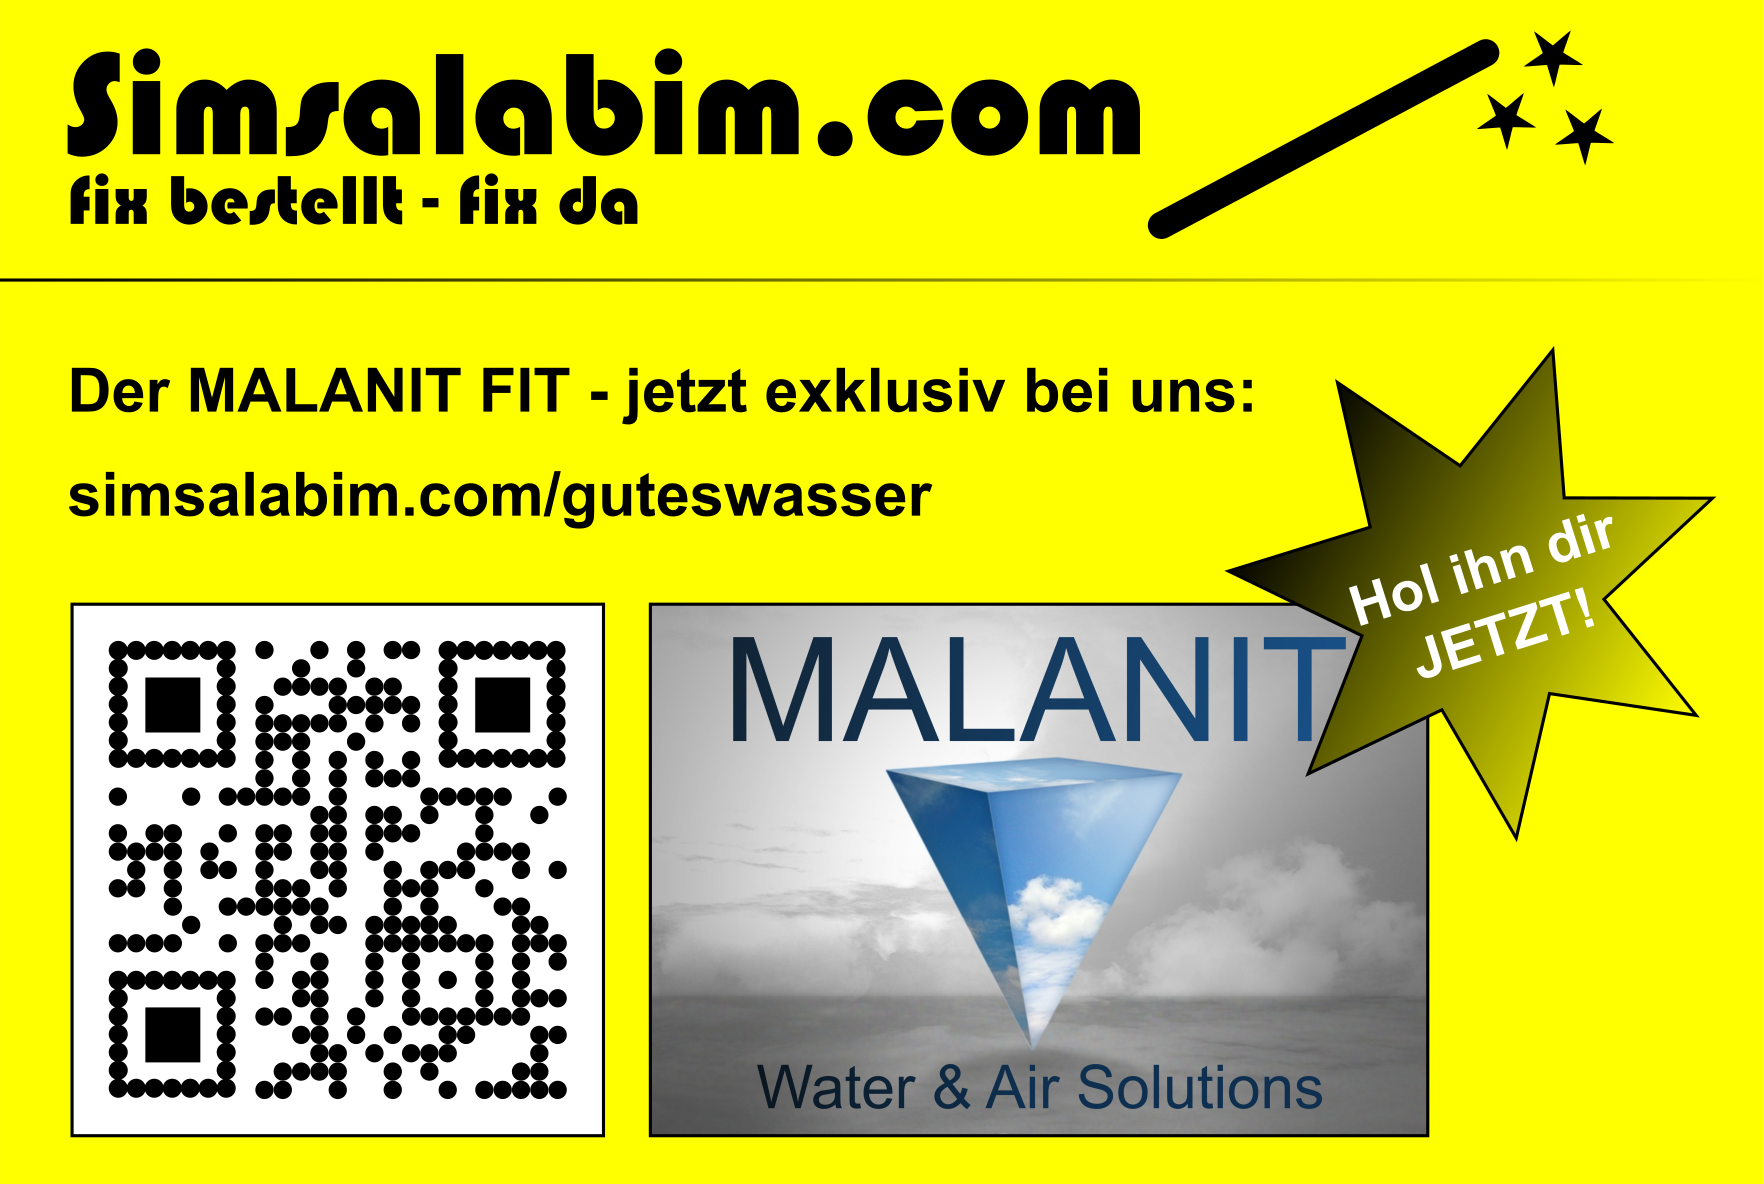 Simsalabim.com
fix bestellt - fix da
Der MALANIT FIT - jetzt exklusiv bei uns:
simsalabim.com/guteswasser
Hol ihn dir
JETZT!
MALANIT
Water & Air Solutions